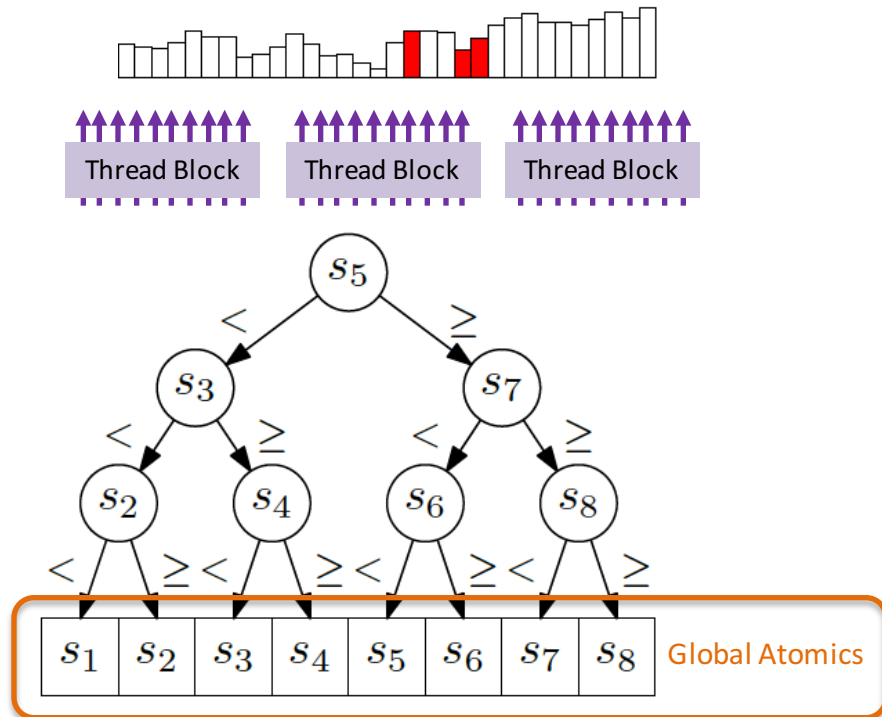 Thread Block Thread Block Thread Block
s5
< ≥
s3 s7
< ≥ < ≥
s2 s4 s6 s8
< ≥ < ≥ < ≥ < ≥
s1 s2 s3 s4 s5 s6 s7 s8 Global Atomics